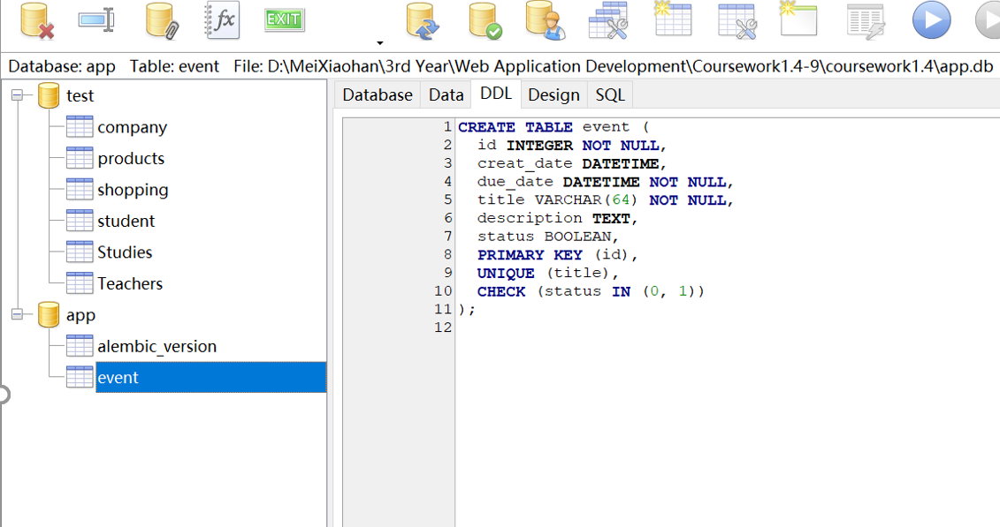 fx
EXIT
Database: app Table: event File: D:\MeiXiaohan\3rd Year\Web Application Development\Coursework1.4-9\coursework1.4\app.db
test
company
products
shopping
student
Studies
Teachers
app
alembic_version
event
Database Data DDL Design SQL
1 CREATE TABLE event (
2 id INTEGER NOT NULL,
3 creat_date DATETIME,
4 due_date DATETIME NOT NULL,
5 title VARCHAR(64) NOT NULL,
6 description TEXT,
7 status BOOLEAN,
8 PRIMARY KEY (id),
9 UNIQUE (title),
10 CHECK (status IN (0, 1))
11 );
12